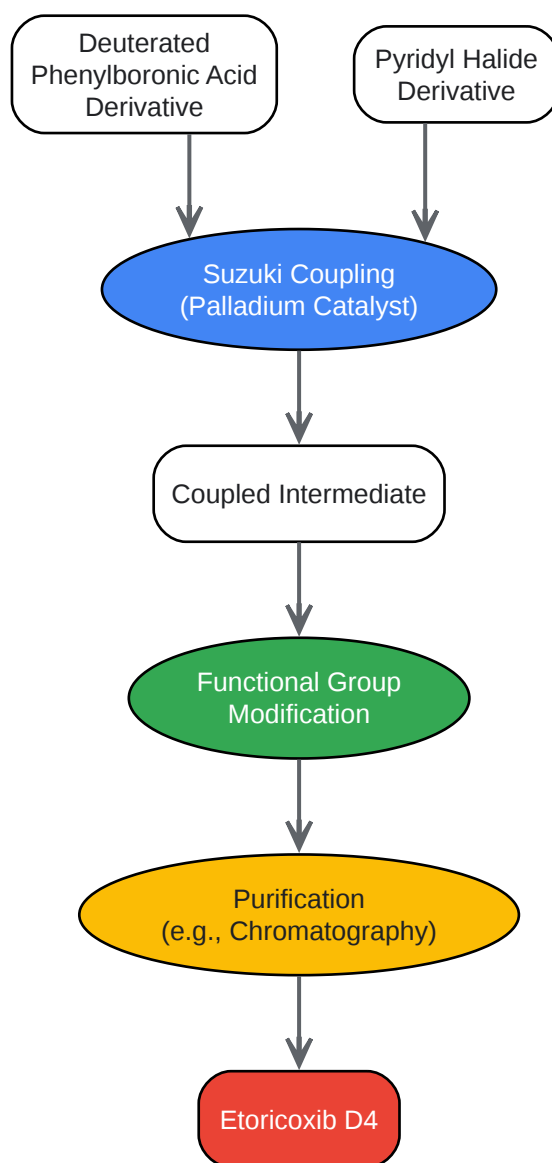 Deuterated
Phenylboronic Acid
Derivative
Pyridyl Halide
Derivative
Suzuki Coupling
(Palladium Catalyst)
Coupled Intermediate
Functional Group
Modification
Purification
(e.g., Chromatography)
Etoricoxib D4